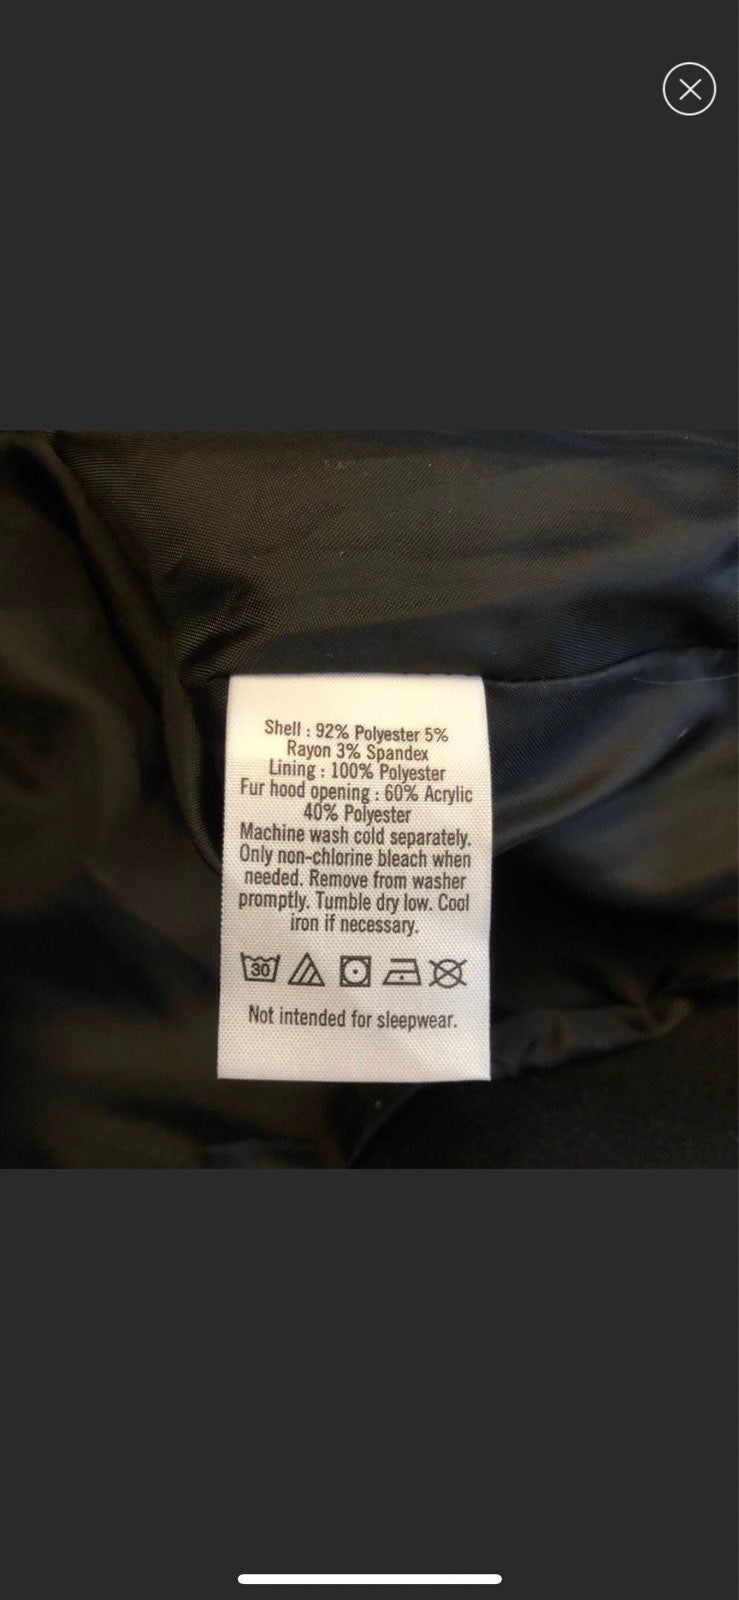 Shell : 92% Polyester 5%
Rayon 3% Spandex
Lining : 100% Polyester
Fur hood opening : 60% Acrylic
40% Polyester
Machine wash cold separately.
Only non-chlorine bleach when
needed. Remove from washer
promptly. Tumble dry low. Cool
iron if necessary.
30
Not intended for sleepwear.